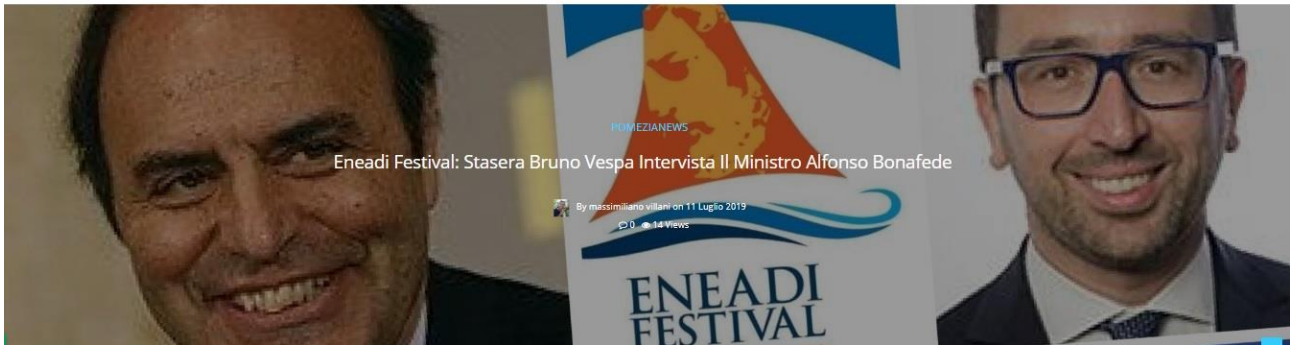 POMEZIANEWS
Eneadi Festival: Stasera Bruno Vespa Intervista Il Ministro Alfonso Bonafede
By massimiliano villani on 11 Luglio 2019
0 14 Views
ENEADI
FESTIVAL